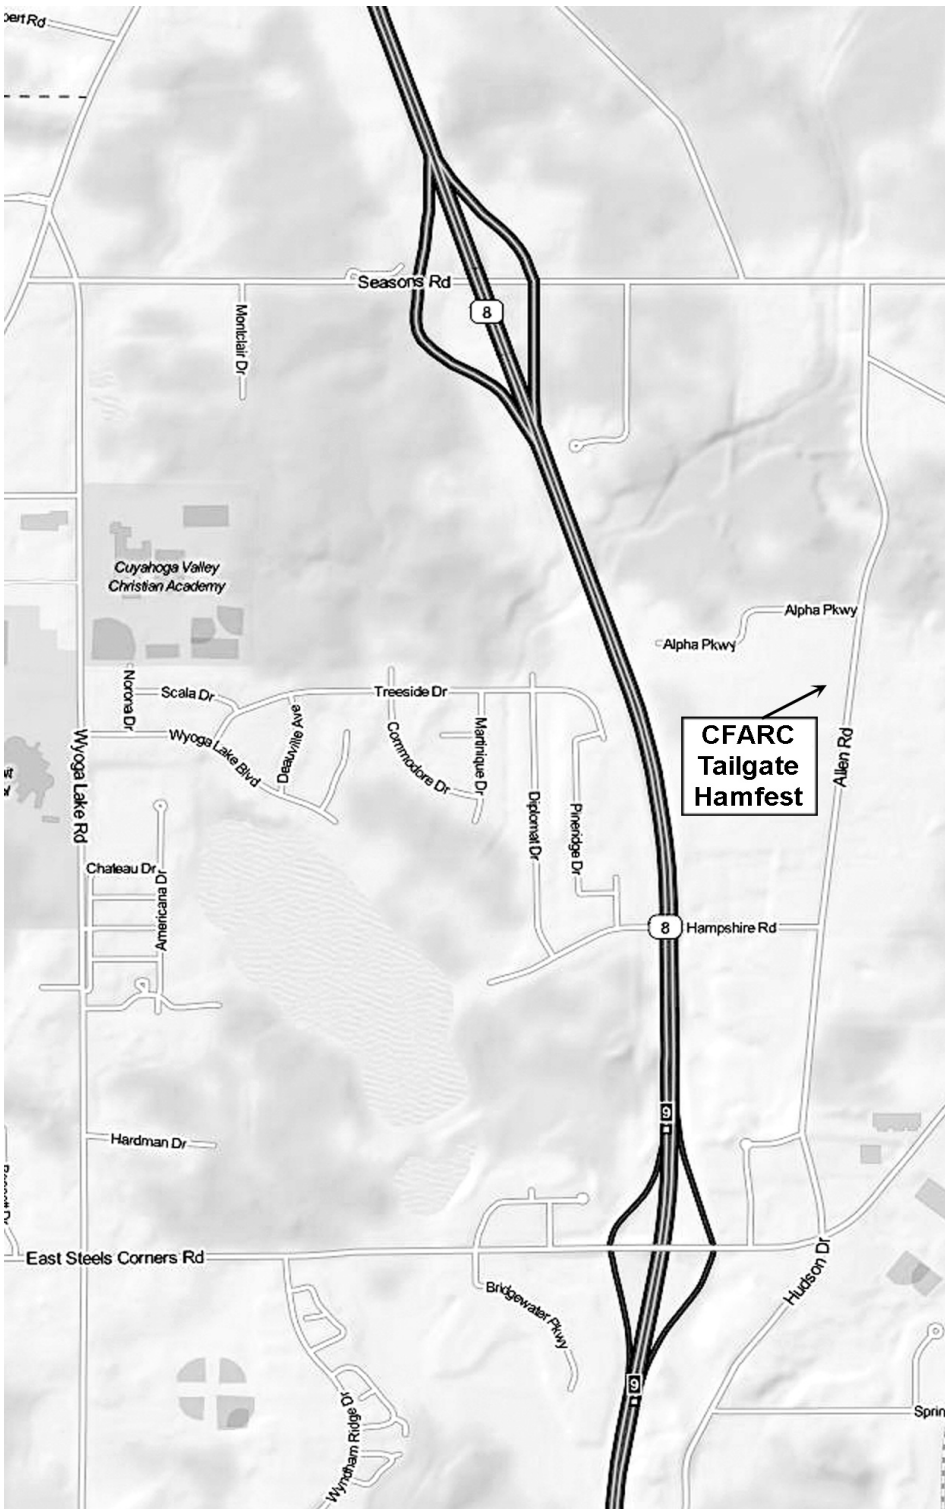 Seasons Rd
8
Montclair Dr
Cuyahoga Valley
Christian Academy
Alpha Pkwy
Alpha Pkwy
Norona Dr
Scala Dr
Treeside Dr
Wyoga Lake Blvd
Deauville Ave
Commodore Dr
Martinique Dr
CFARC
Tailgate
Hamfest
Allen Rd
Wyoga Lake Rd
Diplomat Dr
Pineridge Dr
Chateau Dr
Americana Dr
8
Hampshire Rd
9
Hardman Dr
East Steels Corners Rd
Hudson Dr
Bridgewater Pkwy
9
Wyndham Ridge Dr
Sprin